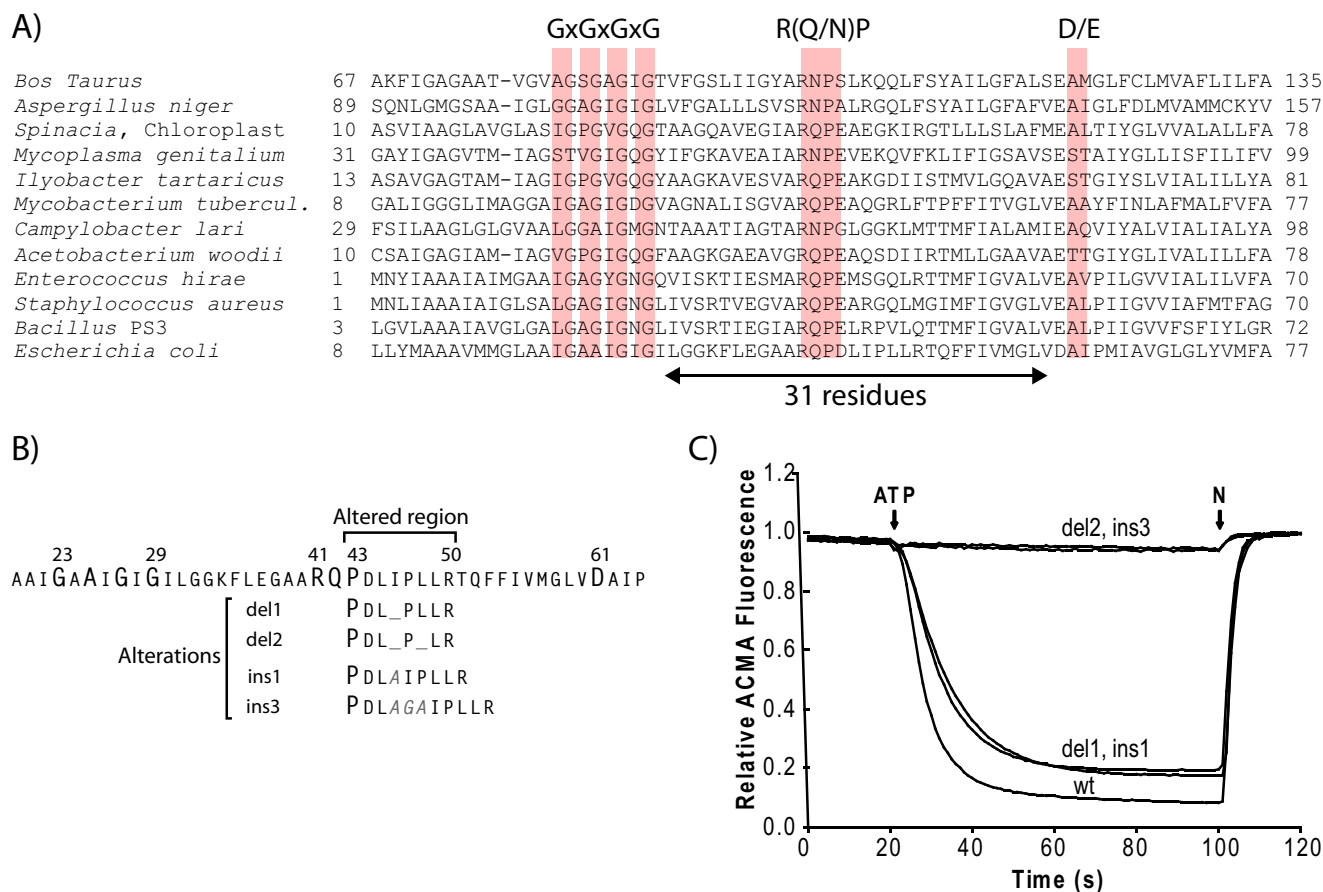 A)
GxGxGxG R(Q/N)P D/E
Bos Taurus 67 AKFIGAGAAT-VGVAGSGAGIGTVFGSLIIGYARNPSLKQQLFSYAILGFALSEAMGLFCLMVAFLILFA 135
Aspergillus niger 89 SQNLGMGSAA-IGLGGAGIGIGLVFGALLLSVSRNPALRGQLFSYAILGFAFVEAIGLFDLMVAMMCKYV 157
Spinacia, Chloroplast 10 ASVIAAGLAVGLASIGPGVGQGTAAGQAVEGIARQPEAEGKIRGTLLLSLAFMEALTIYGLVVALALLFA 78
Mycoplasma genitalium 31 GAYIGAGVTM-IAGSTVGIGQGYIFGKAVEAIARNPEVEKQVFKLIFIGSAVSESTAIYGLLISFILIFV 99
Ilyobacter tartaricus 13 ASAVGAGTAM-IAGIGPGVGQGYAAGKAVESVARQPEAKGDIISTMVLGQAVAESTGIYSLVIALILLYA 81
Mycobacterium tubercul. 8 GALIGGGLIMAGGAIGAGIGDGVAGNALISGVARQPEAQGRLFTPFFITVGLVEAAYFINLAFMALFVFA 77
Campylobacter lari 29 FSILAAGLGLGVAALGGAIGMGNTAAATIAGTARNPGLGGKLMTTMFIALAMIEAQVIYALVIALIALYA 98
Acetobacterium woodii 10 CSAIGAGIAM-IAGVGPGIGQGFAAGKGAEAVGRQPEAQSDIIRTMLLGAAVAETTGIYGLIVALILLFA 78
Enterococcus hirae 1 MNYIAAAIAIMGAAIGAGYGNGQVISKTIESMARQPEMSGQLRTTMFIGVALVEAVPILGVVIALILVFA 70
Staphylococcus aureus 1 MNLIAAAIAIGLSALGAGIGNGLIVSRTVEGVARQPEARGQLMGIMFIGVGLVEALPIIGVVIAFMTFAG 70
Bacillus PS3 3 LGVLAAAIAVGLGALGAGIGNGLIVSRTIEGIARQPELRPVLQTTMFIGVALVEALPIIGVVFSFIYLGR 72
Escherichia coli 8 LLYMAAAVMMGLAAIGAAIGIGILGGKFLEGAARQPDLIPLLRTQFFIVMGLVDAIPMIAVGLGLYVMFA 77
31 residues
B)
Altered region
23 29 41 43 50 61
AAIGAAIGIGILGGKFLEGAARQPDLIPLLRTQFFIVMGLVDAIP
Alterations
del1 PDL_PLLR
del2 PDL_P_LR
ins1 PDLAIPLLR
ins3 PDLAGAIPLLR
C)
Relative ACMA Fluorescence
1.2
1.0
0.8
0.6
0.4
0.2
0.0
ATP
N
del2, ins3
del1, ins1
wt
0 20 40 60 80 100 120
Time (s)